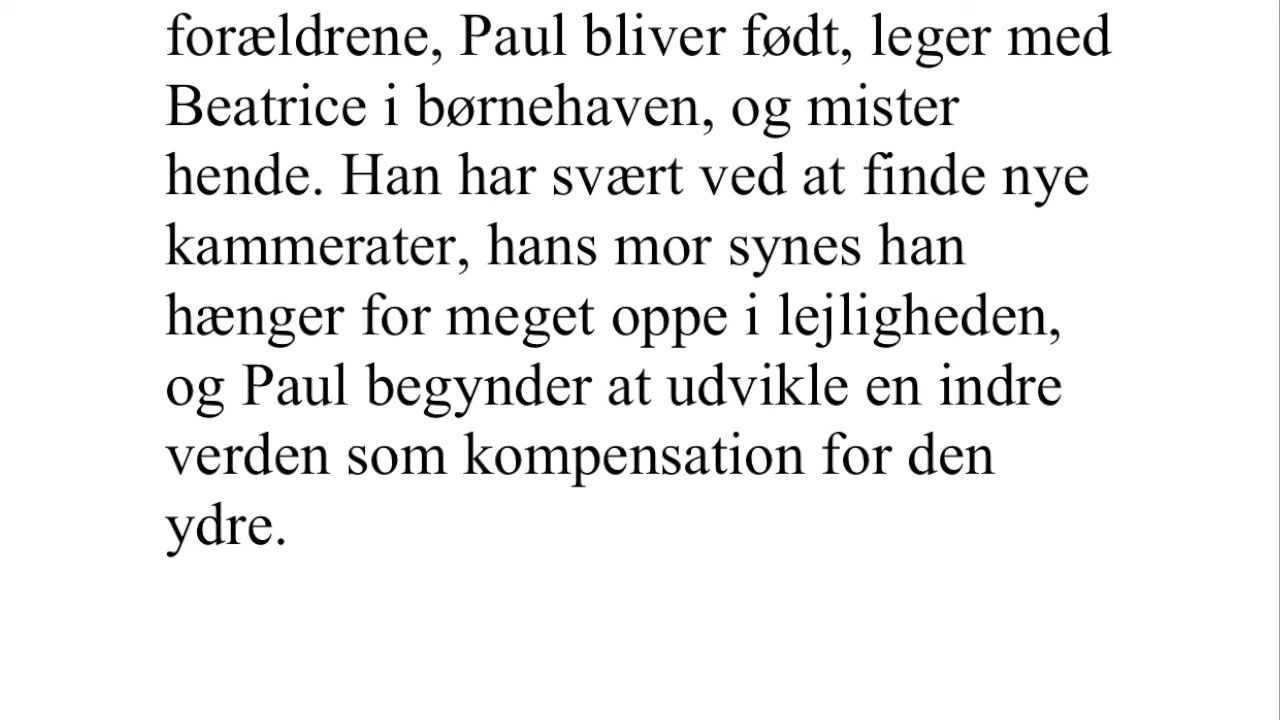 forældrene, Paul bliver født, leger med
Beatrice i børnehaven, og mister
hende. Han har svært ved at finde nye
kammerater, hans mor synes han
hænger for meget oppe i lejligheden,
og Paul begynder at udvikle en indre
verden som kompensation for den
ydre.